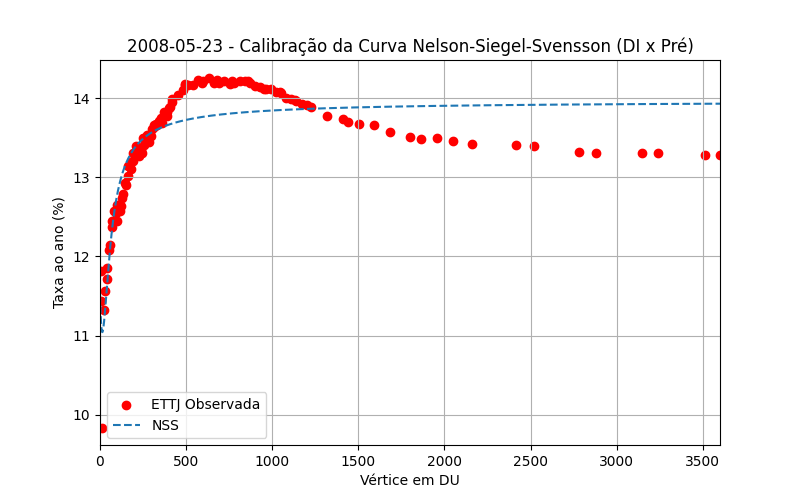 2008-05-23 - Calibração da Curva Nelson-Siegel-Svensson (DI x Pré)
Taxa ao ano (%)
14
13
12
11
10
ETTJ Observada
NSS
0 500 1000 1500 2000 2500 3000 3500
Vértice em DU